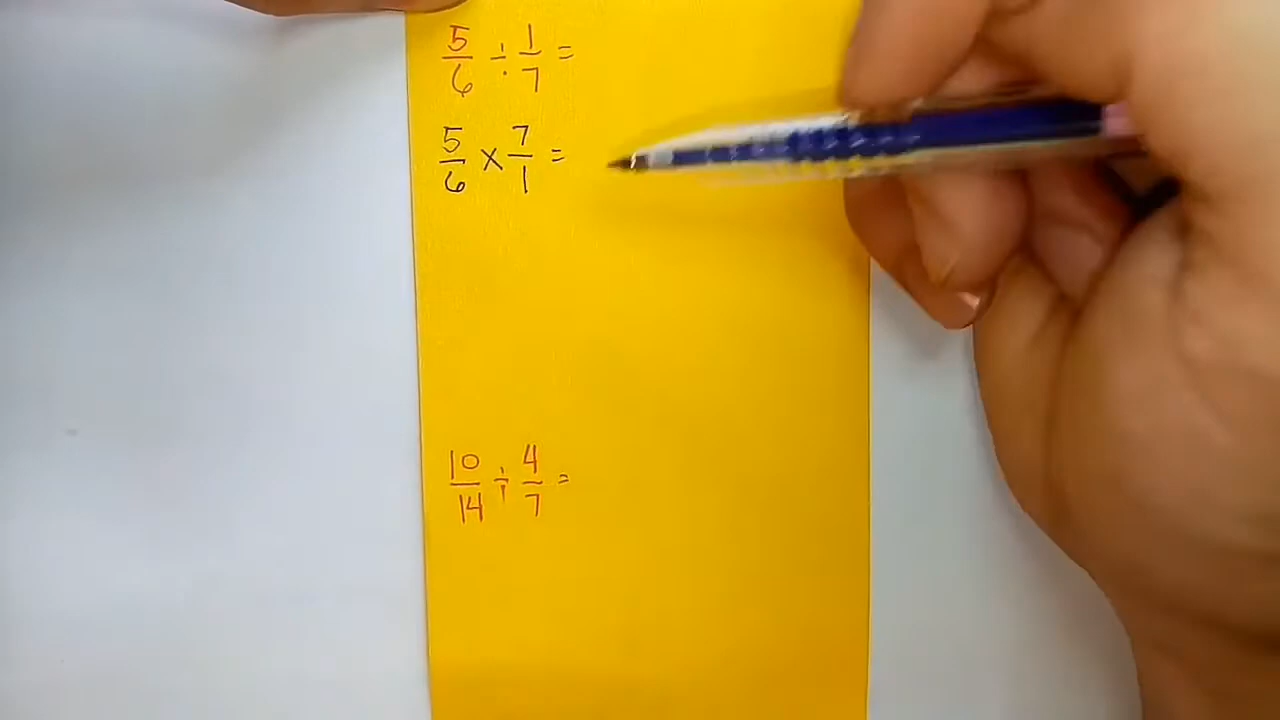 5/6 ÷ 1/7 =
5/6 × 7/1 =
10/14 ÷ 4/7 =